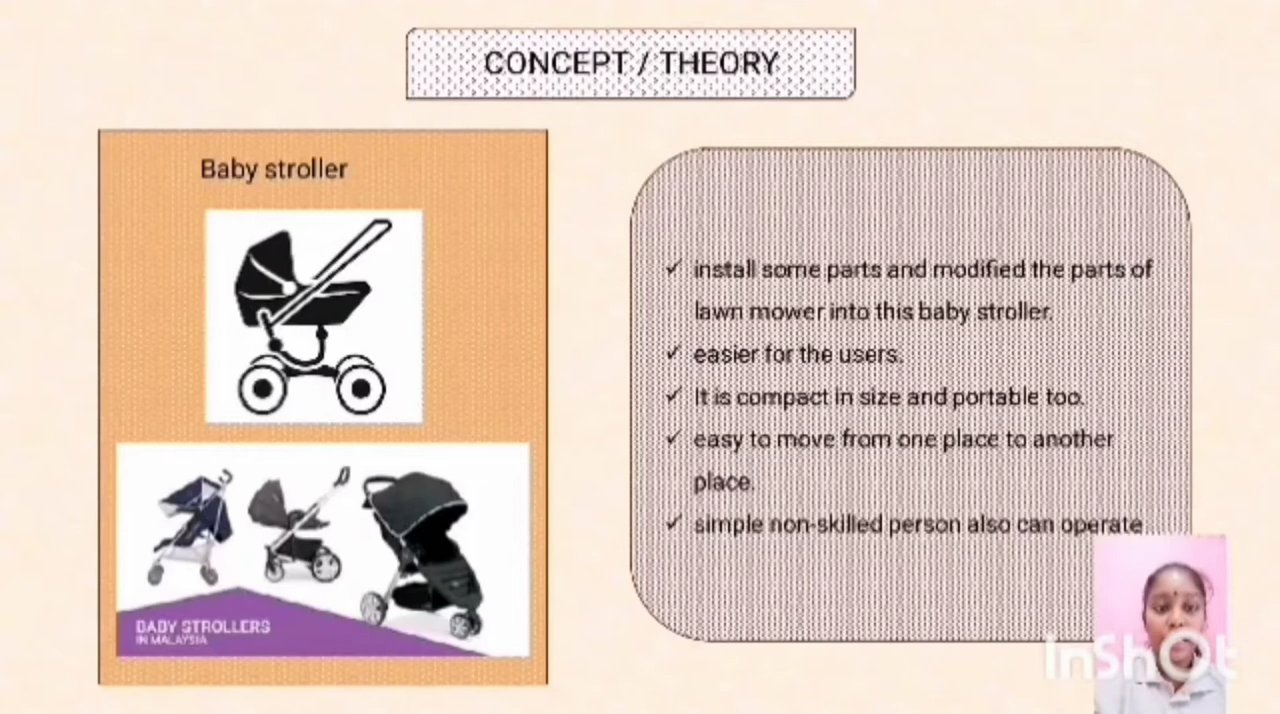 CONCEPT / THEORY
Baby stroller
BABY STROLLERS
IN MALAYSIA
✓ install some parts and modified the parts of
lawn mower into this baby stroller.
✓ easier for the users.
✓ It is compact in size and portable too.
✓ easy to move from one place to another
place.
✓ simple non-skilled person also can operate
InShOt